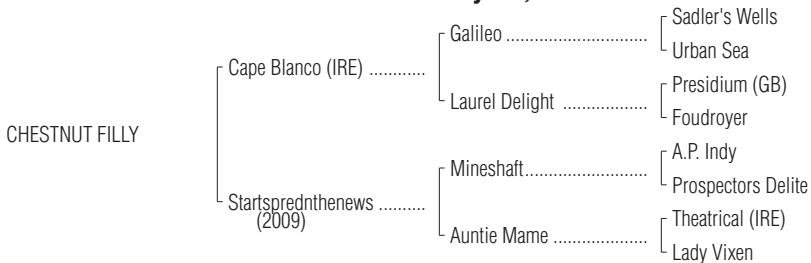 Sadler's Wells
Galileo ..............................
Urban Sea
Cape Blanco (IRE) ............
Presidium (GB)
Laurel Delight ..................
Foudroyer
CHESTNUT FILLY
A.P. Indy
Mineshaft..........................
Prospectors Delite
Startsprednthenews ..........
(2009)
Theatrical (IRE)
Auntie Mame ....................
Lady Vixen